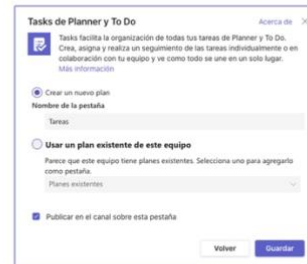 Tasks de Planner y To Do
Acerca de
Tasks facilita la organización de todas tus tareas de Planner y To Do.
Crea, asigna y realiza un seguimiento de las tareas individualmente o en
colaboración con tu equipo y ve como todo se une en un solo lugar.
Más información
Crear un nuevo plan
Nombre de la pestaña
Tareas
Usar un plan existente de este equipo
Parece que este equipo tiene planes existentes. Selecciona uno para agregarlo
como pestaña.
Planes existentes
Publicar en el canal sobre esta pestaña
Volver
Guardar